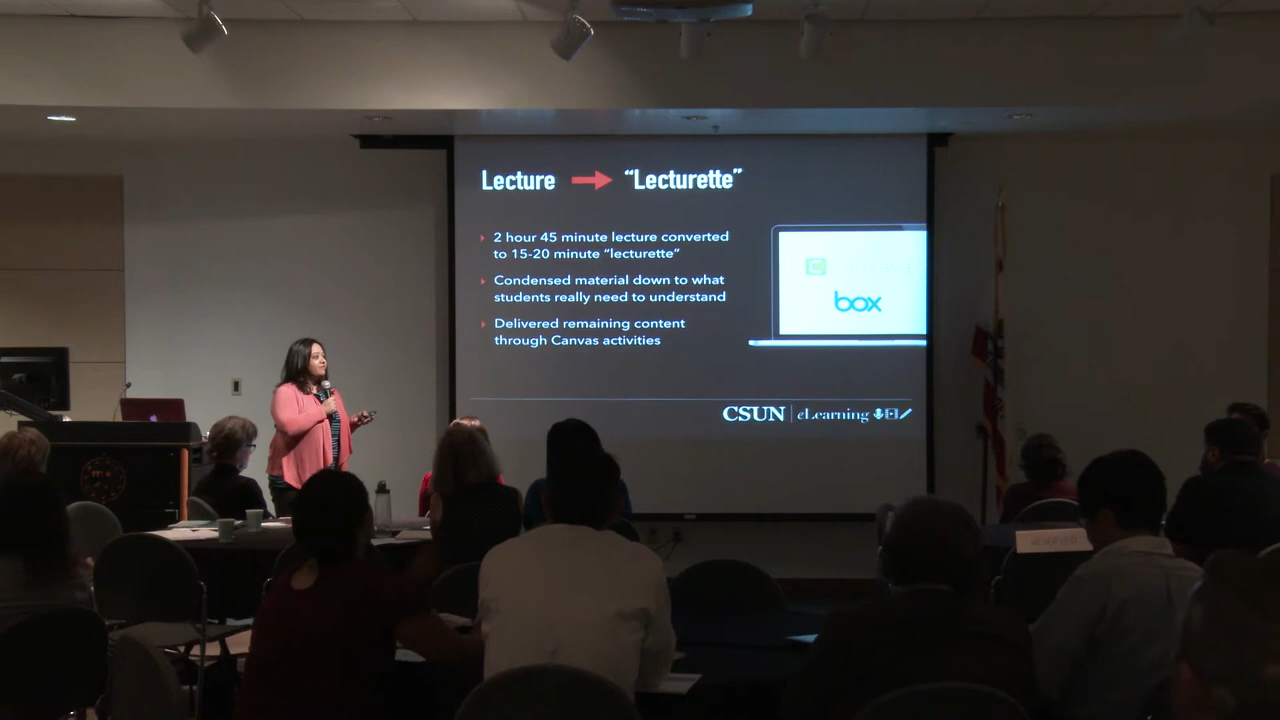 Lecture → “Lecturette”
2 hour 45 minute lecture converted
to 15-20 minute “lecturette”
Condensed material down to what
students really need to understand
Delivered remaining content
through Canvas activities
box
CSUN | eLearning
RESERVED